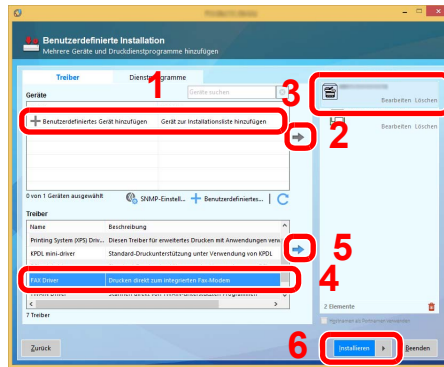 Benutzerdefinierte Installation
Mehrere Geräte und Druckdienstprogramme hinzufügen
Treiber
Dienstprogramme
1
Geräte
Geräte suchen
3
Bearbeiten Löschen
Benutzerdefiniertes Gerät hinzufügen
Gerät zur Installationsliste hinzufügen
2
Bearbeiten Löschen
0 von 1 Geräten ausgewählt
SNMP-Einstell...
Benutzerdefiniertes...
Treiber
Name
Beschreibung
Printing System (XPS) Driv... Diesen Treiber für erweitertes Drucken mit Anwendungen
5
KPDL mini-driver
Standard-Druckunterstützung unter Verwendung von KPDL
4
FAX Driver
Drucken direkt zum integrierten Fax-Modem
2 Elemente
7 Treiber
6
Zurück
Installieren
Beenden